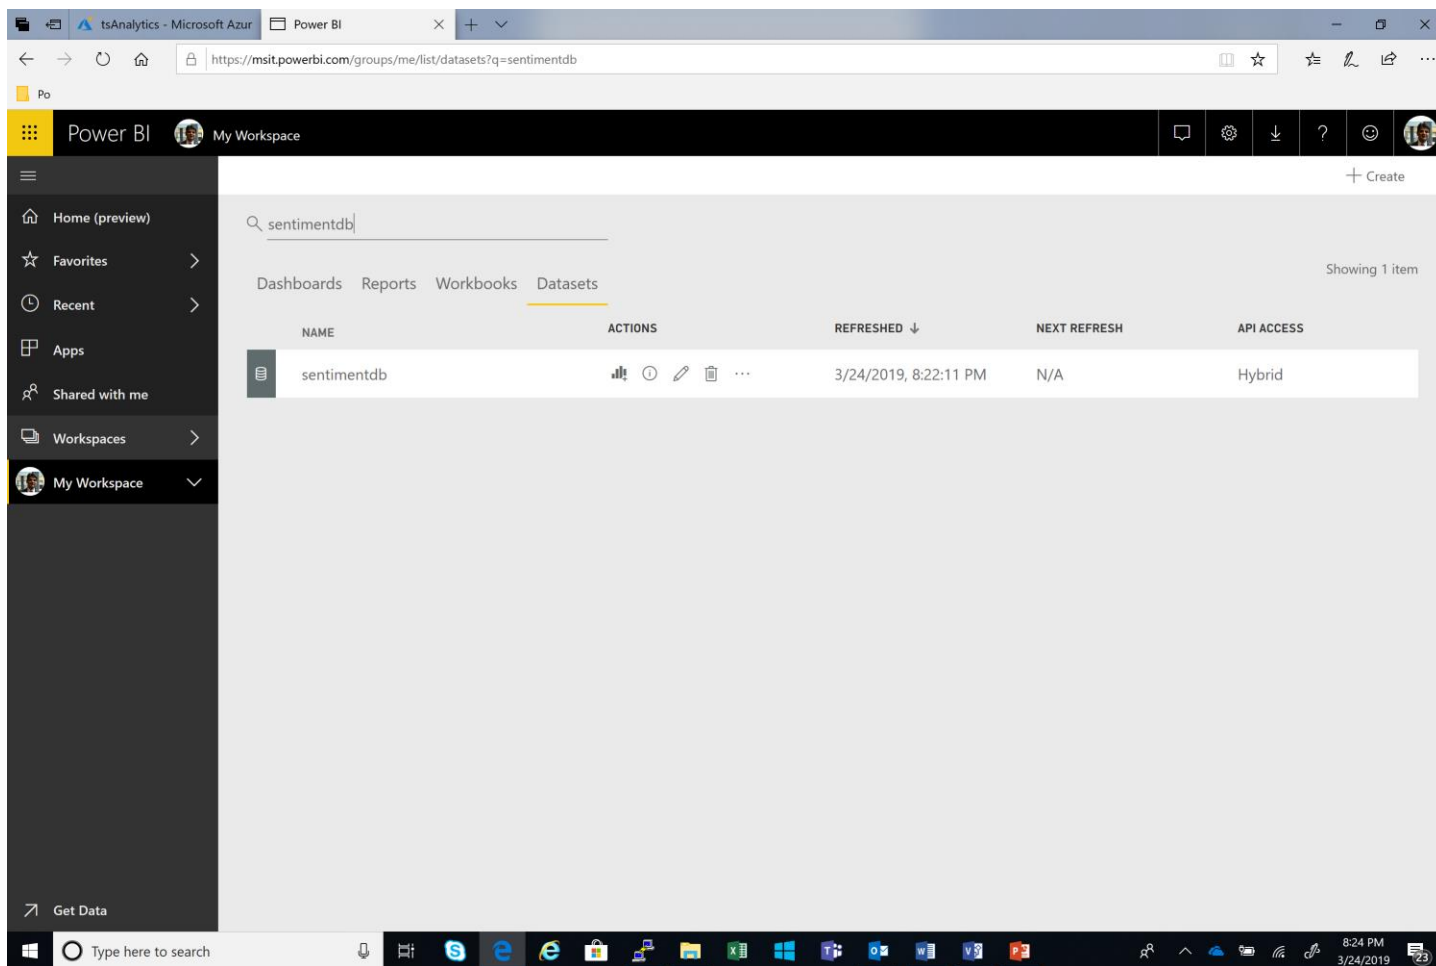 tsAnalytics - Microsoft Azur
Power BI
https://msit.powerbi.com/groups/me/list/datasets?q=sentimentdb
Po
Power BI
My Workspace
Create
Home (preview)
sentimentdb
Favorites
Dashboards Reports Workbooks Datasets
Showing 1 item
Recent
NAME ACTIONS REFRESHED NEXT REFRESH API ACCESS
Apps
sentimentdb 3/24/2019, 8:22:11 PM N/A Hybrid
Shared with me
Workspaces
My Workspace
Get Data
Type here to search
8:24 PM
3/24/2019
23